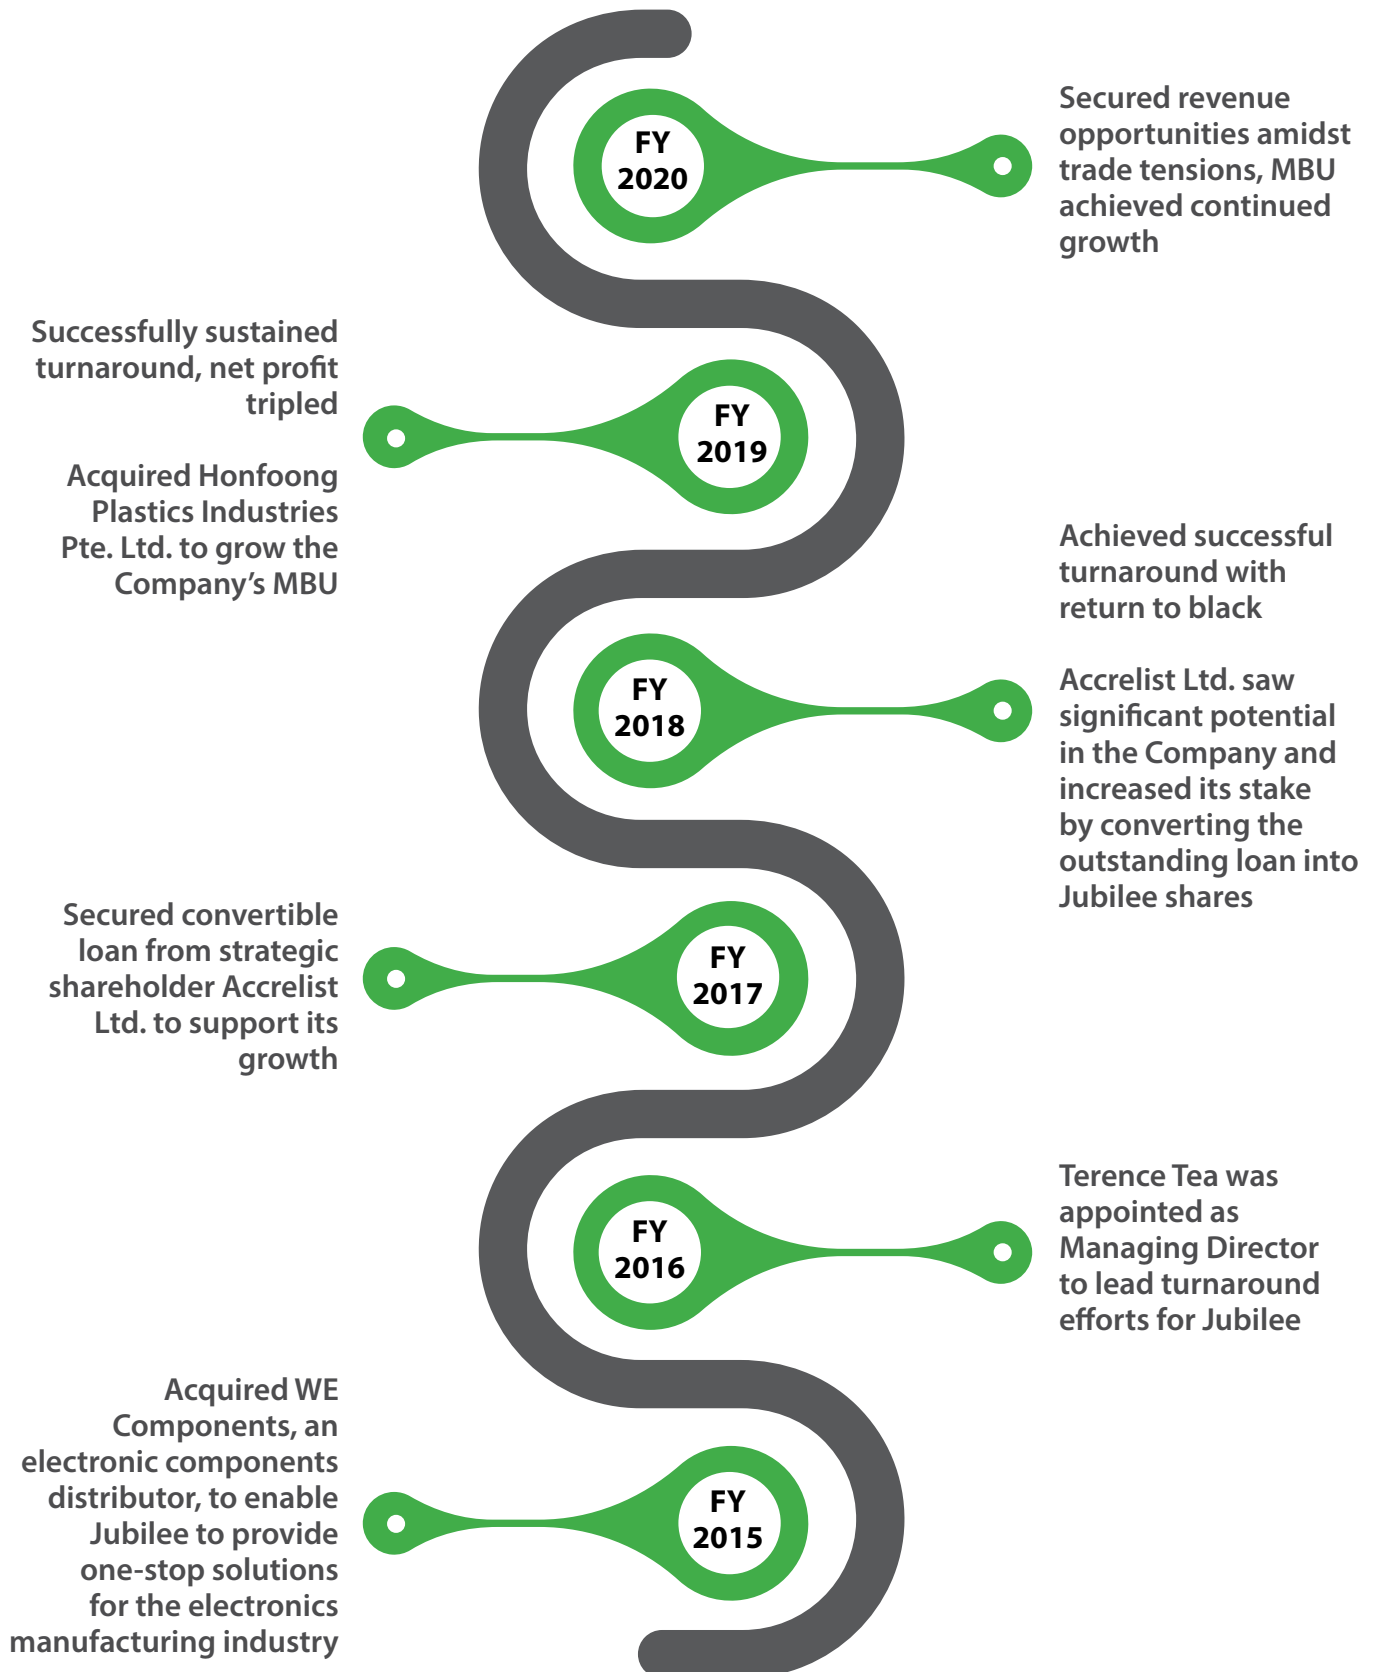 FY
2020
Secured revenue
opportunities amidst
trade tensions, MBU
achieved continued
growth
Successfully sustained
turnaround, net profit
tripled
Acquired Honfoong
Plastics Industries
Pte. Ltd. to grow the
Company’s MBU
FY
2019
FY
2018
Achieved successful
turnaround with
return to black
Accrelist Ltd. saw
significant potential
in the Company and
increased its stake
by converting the
outstanding loan into
Jubilee shares
Secured convertible
loan from strategic
shareholder Accrelist
Ltd. to support its
growth
FY
2017
FY
2016
Terence Tea was
appointed as
Managing Director
to lead turnaround
efforts for Jubilee
Acquired WE
Components, an
electronic components
distributor, to enable
Jubilee to provide
one-stop solutions
for the electronics
manufacturing industry
FY
2015